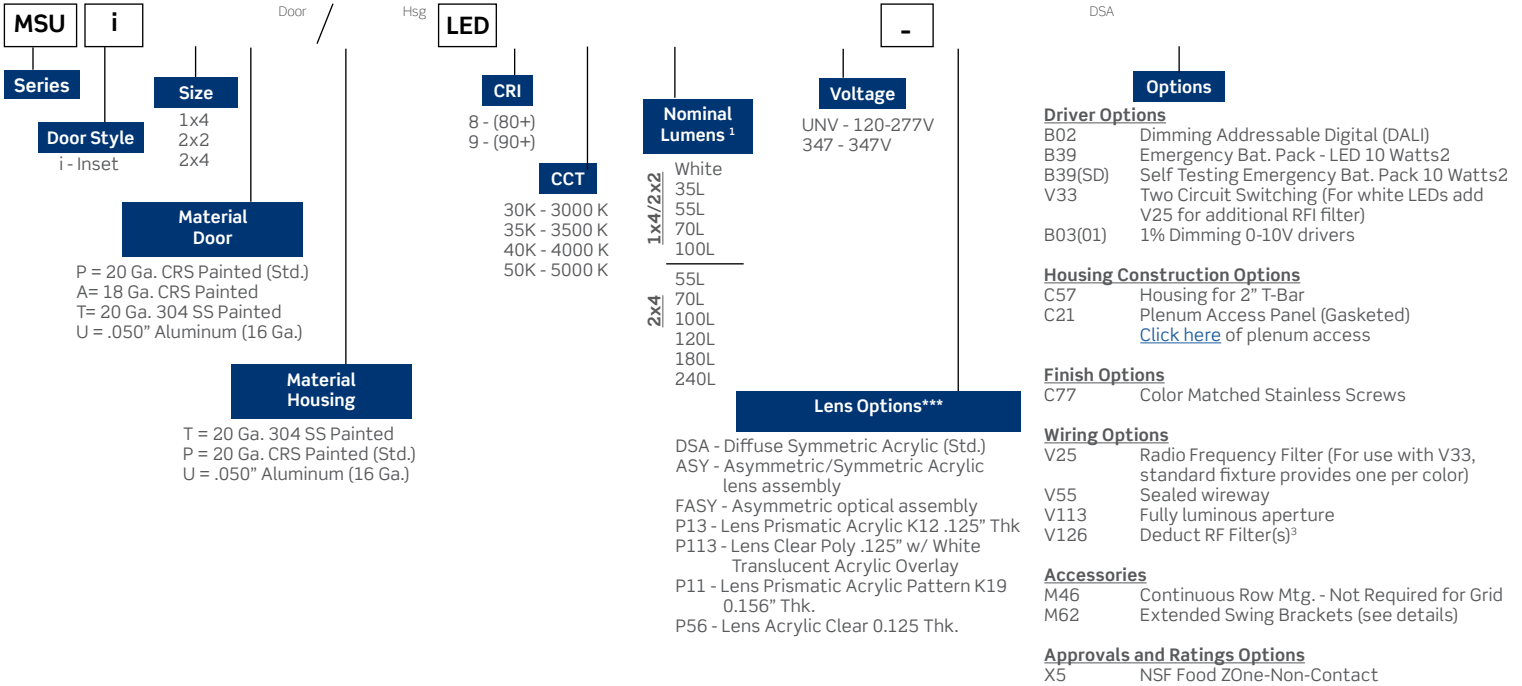 MSU i Door / Hsg LED - DSA
Series
Door Style
i - Inset
Size
1x4
2x2
2x4
Material
Door
P = 20 Ga. CRS Painted (Std.)
A= 18 Ga. CRS Painted
T= 20 Ga. 304 SS Painted
U = .050” Aluminum (16 Ga.)
Material
Housing
T = 20 Ga. 304 SS Painted
P = 20 Ga. CRS Painted (Std.)
U = .050” Aluminum (16 Ga.)
CRI
8 - (80+)
9 - (90+)
CCT
30K - 3000 K
35K - 3500 K
40K - 4000 K
50K - 5000 K
Nominal
Lumens 1
1x4/2x2
White
35L
55L
70L
100L
2x4
55L
70L
100L
120L
180L
240L
Voltage
UNV - 120-277V
347 - 347V
Lens Options***
DSA - Diffuse Symmetric Acrylic (Std.)
ASY - Asymmetric/Symmetric Acrylic
lens assembly
FASY - Asymmetric optical assembly
P13 - Lens Prismatic Acrylic K12 .125” Thk
P113 - Lens Clear Poly .125” w/ White
Translucent Acrylic Overlay
P11 - Lens Prismatic Acrylic Pattern K19
0.156” Thk.
P56 - Lens Acrylic Clear 0.125 Thk.
Options
Driver Options
B02 Dimming Addressable Digital (DALI)
B39 Emergency Bat. Pack - LED 10 Watts2
B39(SD) Self Testing Emergency Bat. Pack 10 Watts2
V33 Two Circuit Switching (For white LEDs add
V25 for additional RFI filter)
B03(01) 1% Dimming 0-10V drivers
Housing Construction Options
C57 Housing for 2” T-Bar
C21 Plenum Access Panel (Gasketed)
Click here of plenum access
Finish Options
C77 Color Matched Stainless Screws
Wiring Options
V25 Radio Frequency Filter (For use with V33,
standard fixture provides one per color)
V55 Sealed wireway
V113 Fully luminous aperture
V126 Deduct RF Filter(s)3
Accessories
M46 Continuous Row Mtg. - Not Required for Grid
M62 Extended Swing Brackets (see details)
Approvals and Ratings Options
X5 NSF Food ZOne-Non-Contact